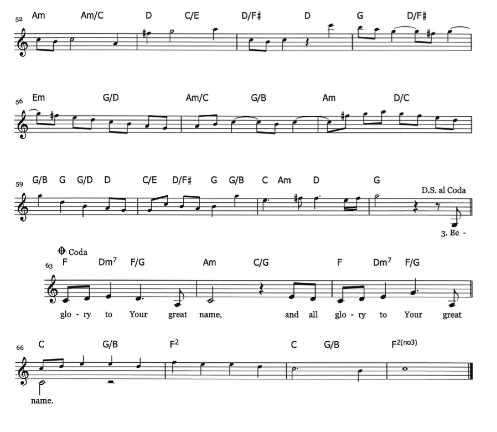 52 Am Am/C D C/E D/F♯ D G D/F♯
56 Em G/D Am/C G/B Am D/C
59 G/B G G/D D C/E D/F♯ G G/B C Am D G D.S. al Coda
3. Be -
Coda
63 F Dm7 F/G Am C/G F Dm7 F/G
glo - ry to Your great name, and all glo - ry to Your great
66 C G/B F2 C G/B F2(no3)
name.